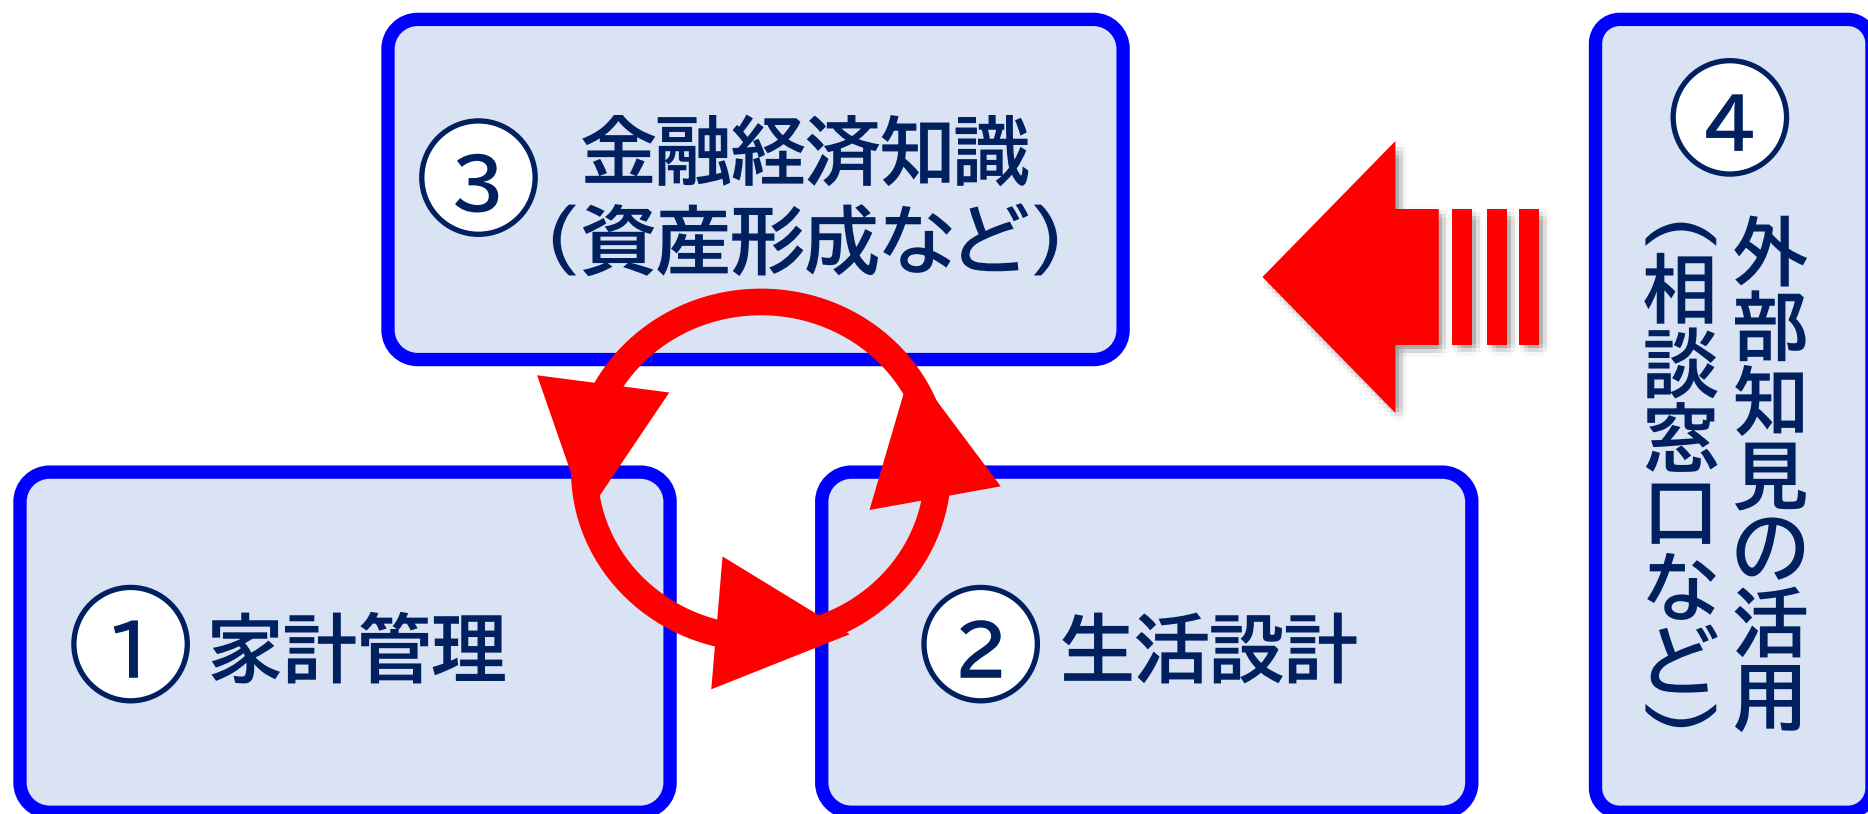 ③ 金融経済知識
（資産形成など）
① 家計管理
② 生活設計
④
外部知見の活用
（相談窓口など）